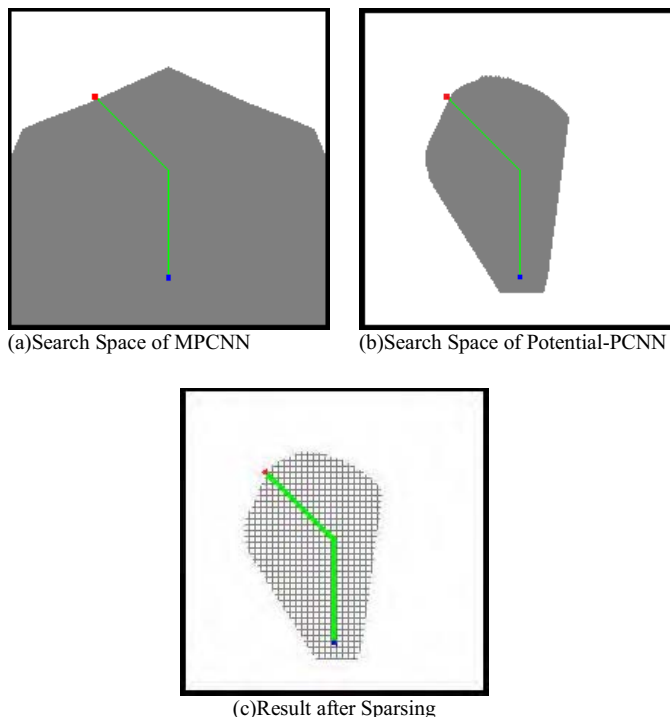 (a)Search Space of MPCNN
(b)Search Space of Potential-PCNN
(c)Result after Sparsing